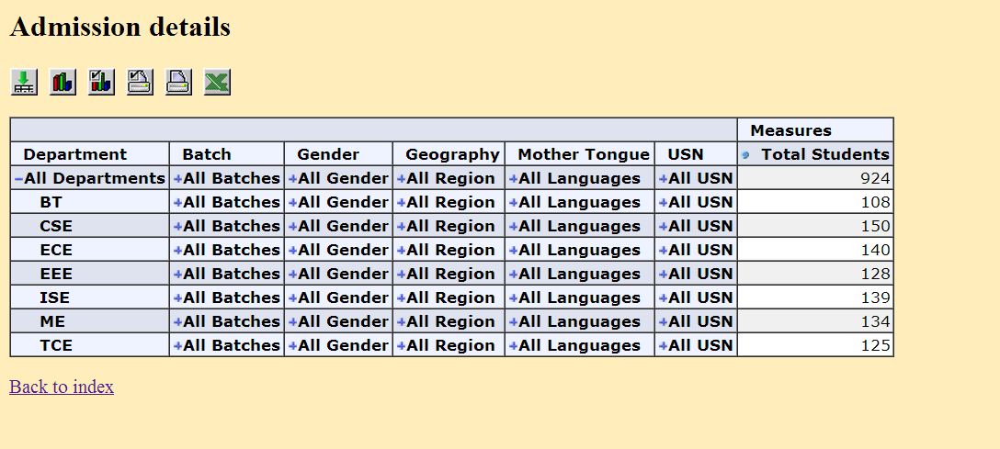 Admission details
Measures
Department Batch Gender Geography Mother Tongue USN Total Students
All Departments All Batches All Gender All Region All Languages All USN 924
BT All Batches All Gender All Region All Languages All USN 108
CSE All Batches All Gender All Region All Languages All USN 150
ECE All Batches All Gender All Region All Languages All USN 140
EEE All Batches All Gender All Region All Languages All USN 128
ISE All Batches All Gender All Region All Languages All USN 139
ME All Batches All Gender All Region All Languages All USN 134
TCE All Batches All Gender All Region All Languages All USN 125
Back to index